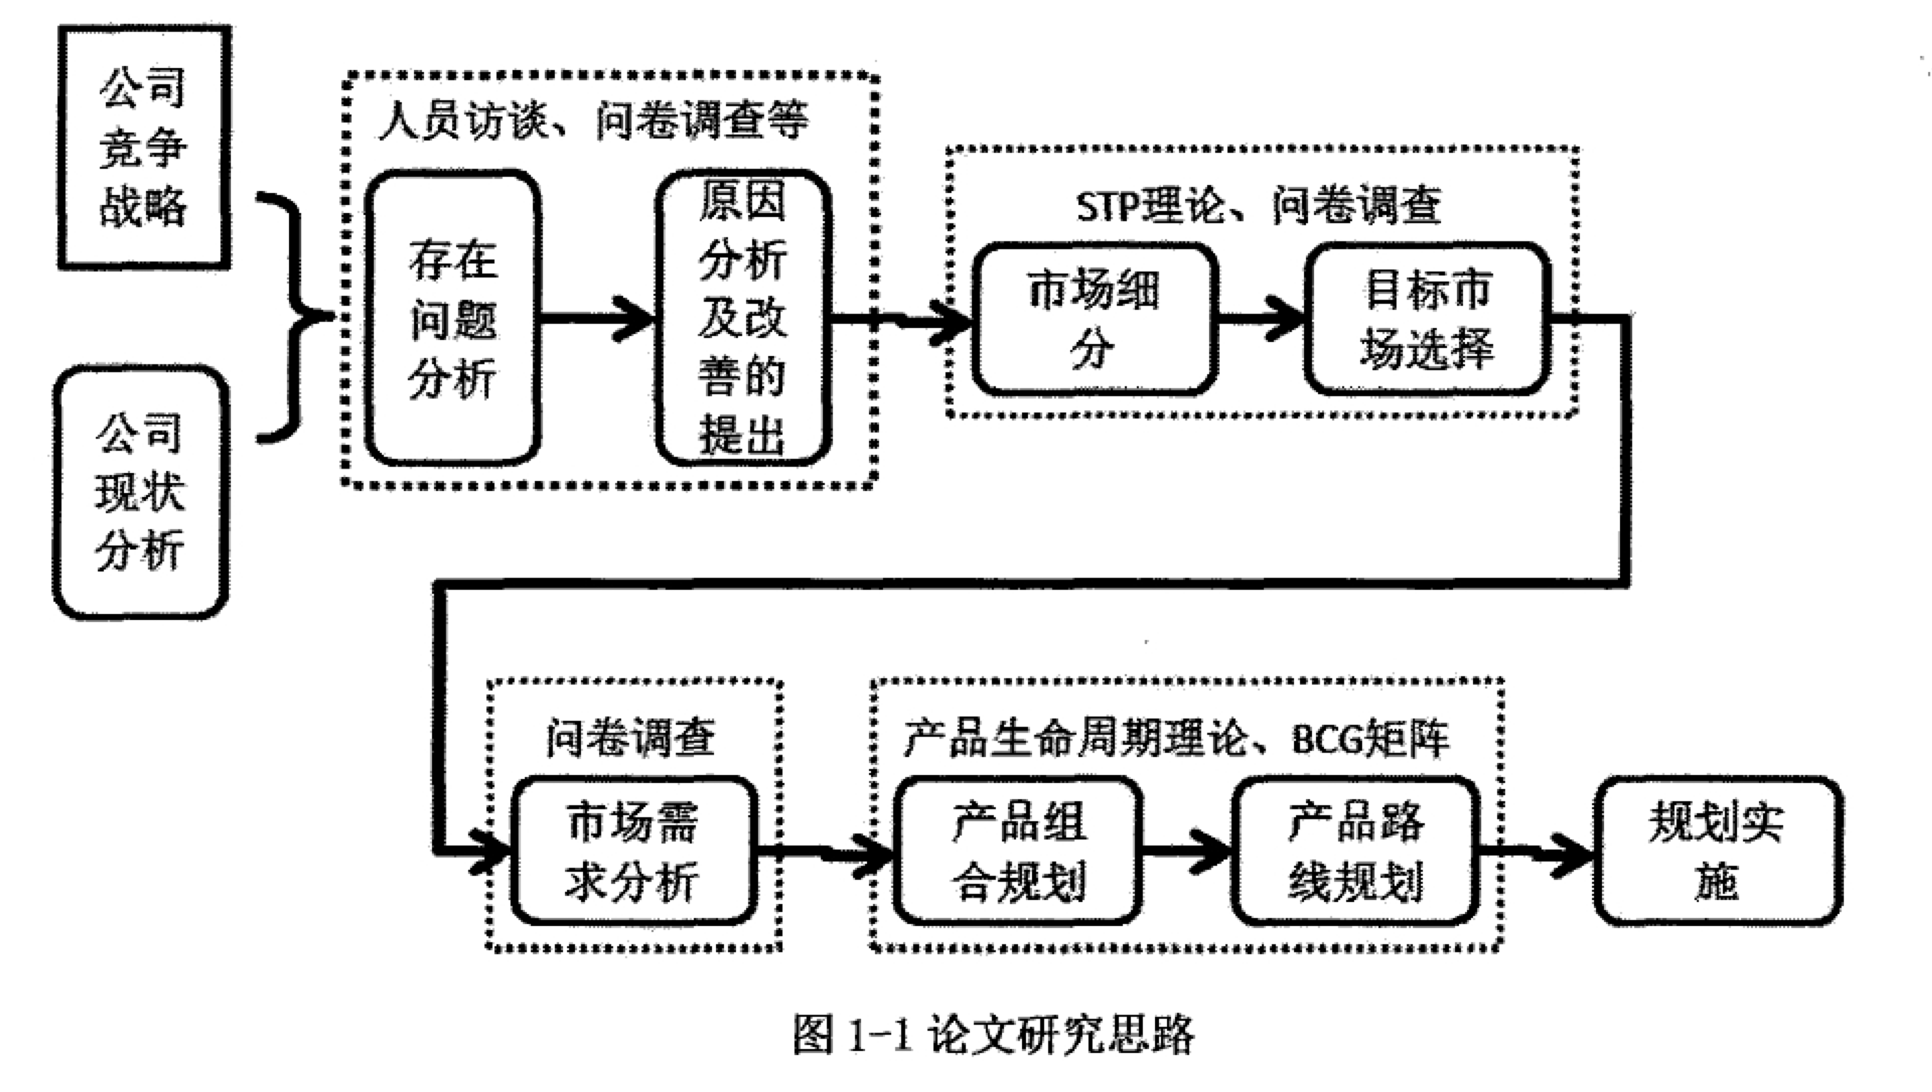 公司
竞争
战略
公司
现状
分析
人员访谈、问卷调查等
存在
问题
分析
原因
分析
及改
善的
提出
STP理论、问卷调查
市场细
分
目标市
场选择
问卷调查
市场需
求分析
产品生命周期理论、BCG矩阵
产品组
合规划
产品路
线规划
规划实
施
图 1-1 论文研究思路